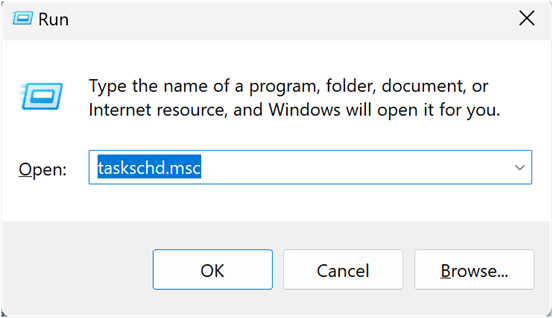 Run
Type the name of a program, folder, document, or
Internet resource, and Windows will open it for you.
Open: taskschd.msc
OK Cancel Browse...